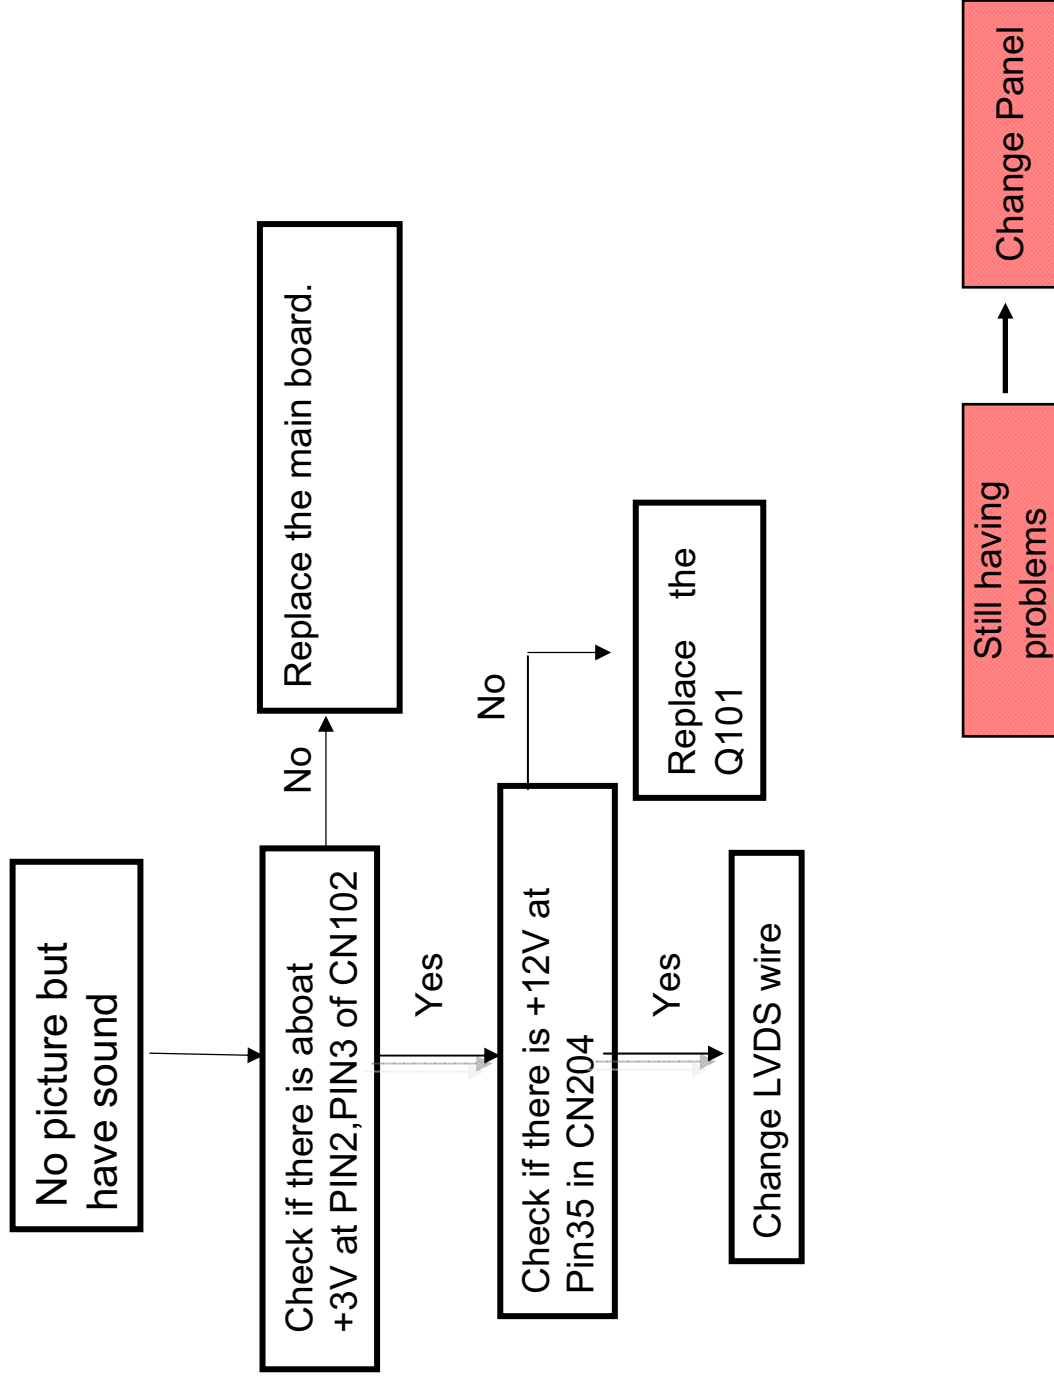 No picture but
have sound
Check if there is aboat
+3V at PIN2,PIN3 of CN102
No
Replace the main board.
Yes
Check if there is +12V at
Pin35 in CN204
No
Replace the
Q101
Yes
Change LVDS wire
Still having
problems
Change Panel